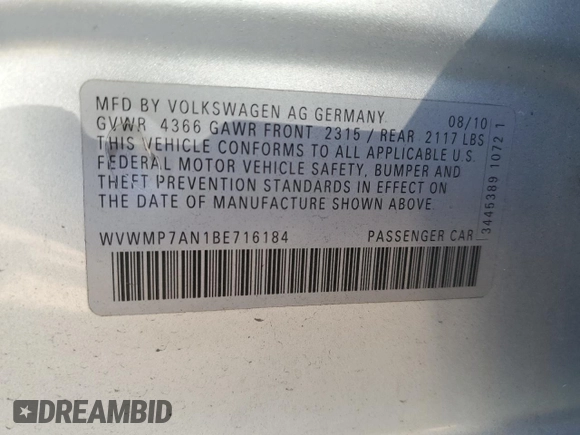 MFD BY VOLKSWAGEN AG GERMANY 08/10
GVWR 4366 GAWR FRONT 2315 / REAR 2117 LBS
THIS VEHICLE CONFORMS TO ALL APPLICABLE U.S.
FEDERAL MOTOR VEHICLE SAFETY, BUMPER AND
THEFT PREVENTION STANDARDS IN EFFECT ON
THE DATE OF MANUFACTURE SHOWN ABOVE
WVWMP7AN1BE716184 PASSENGER CAR
3445389 1072 1
DREAMBID